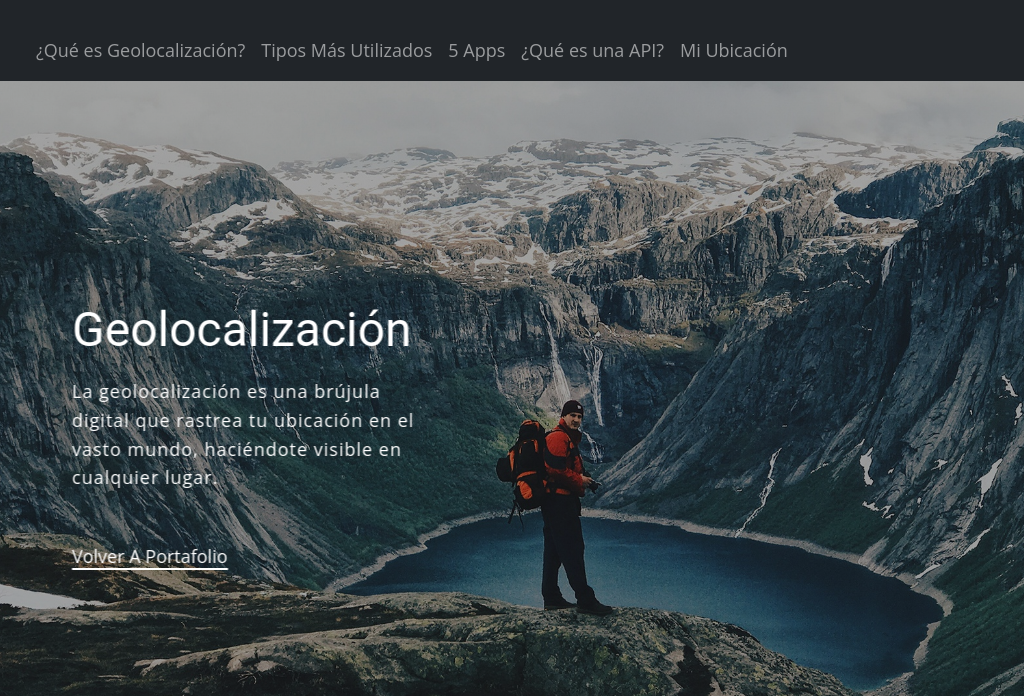 ¿Qué es Geolocalización? Tipos Más Utilizados 5 Apps ¿Qué es una API? Mi Ubicación
Geolocalización
La geolocalización es una brújula
digital que rastrea tu ubicación en el
vasto mundo, haciéndote visible en
cualquier lugar.
Volver A Portafolio